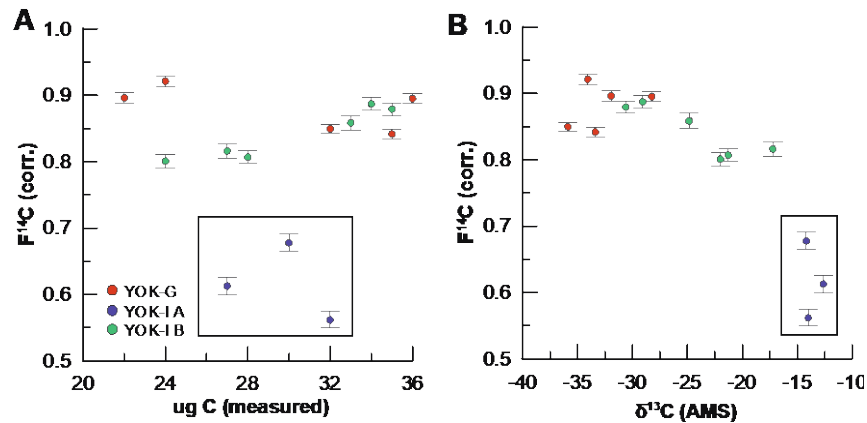 A
F¹⁴C (corr.)
1.0
0.9
0.8
0.7
0.6
0.5
YOK-G
YOK-IA
YOK-IB
20 24 28 32 36
ug C (measured)
B
F¹⁴C (corr.)
1.0
0.9
0.8
0.7
0.6
0.5
-40 -35 -30 -25 -20 -15 -10
δ¹³C (AMS)